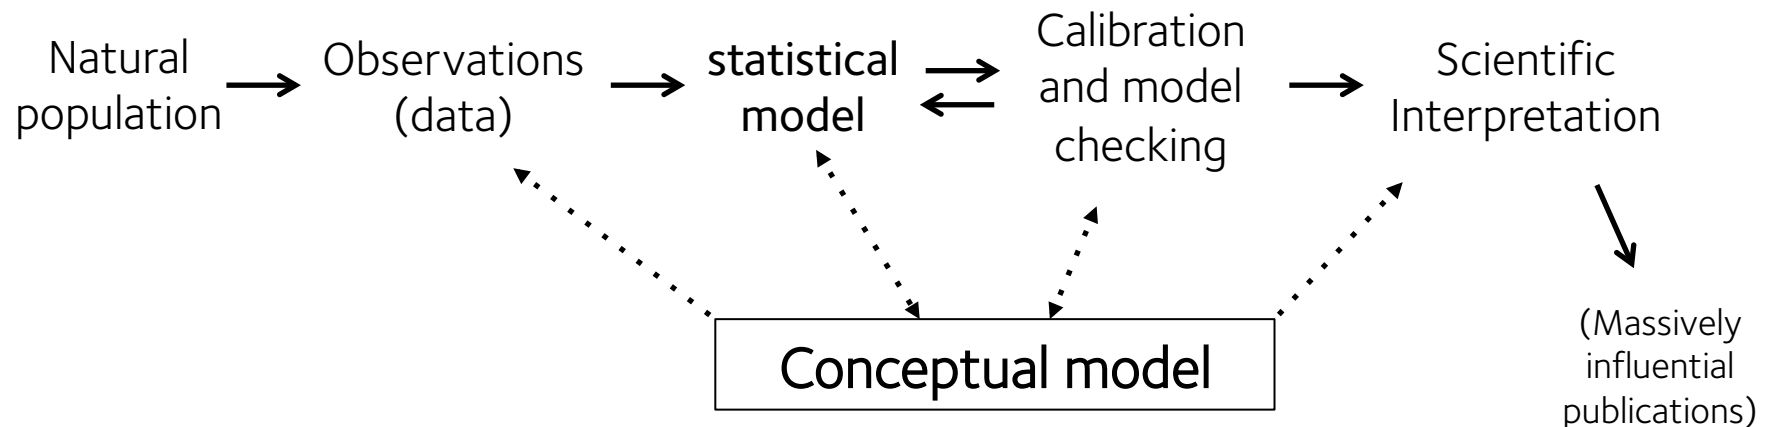 Natural
population
Observations
(data)
statistical
model
Calibration
and model
checking
Scientific
Interpretation
Conceptual model
(Massively
influential
publications)